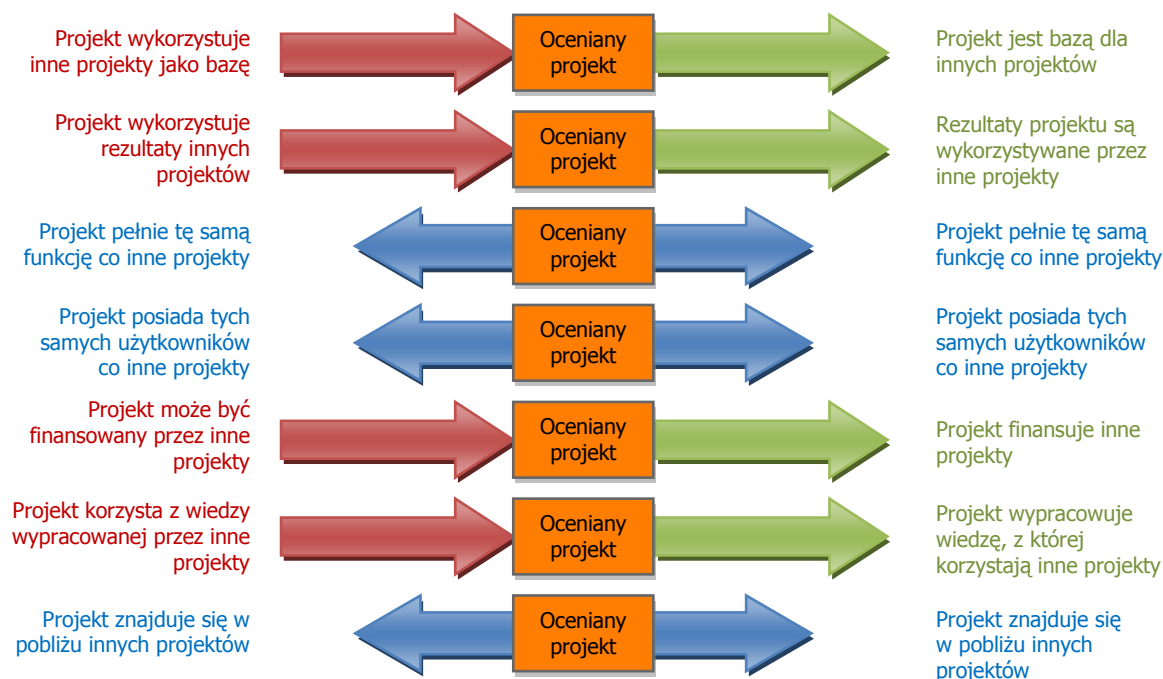 Projekt wykorzystuje
inne projekty jako bazę
Oceniany
projekt
Projekt jest bazą dla
innych projektów
Projekt wykorzystuje
rezultaty innych
projektów
Oceniany
projekt
Rezultaty projektu są
wykorzystywane przez
inne projekty
Projekt pełnie tę samą
funkcję co inne projekty
Oceniany
projekt
Projekt pełnie tę samą
funkcję co inne projekty
Projekt posiada tych
samych użytkowników
co inne projekty
Oceniany
projekt
Projekt posiada tych
samych użytkowników
co inne projekty
Projekt może być
finansowany przez inne
projekty
Oceniany
projekt
Projekt finansuje inne
projekty
Projekt korzysta z wiedzy
wypracowanej przez inne
projekty
Oceniany
projekt
Projekt wypracowuje
wiedzę, z której
korzystają inne projekty
Projekt znajduje się w
pobliżu innych projektów
Oceniany
projekt
Projekt znajduje się
w pobliżu innych
projektów